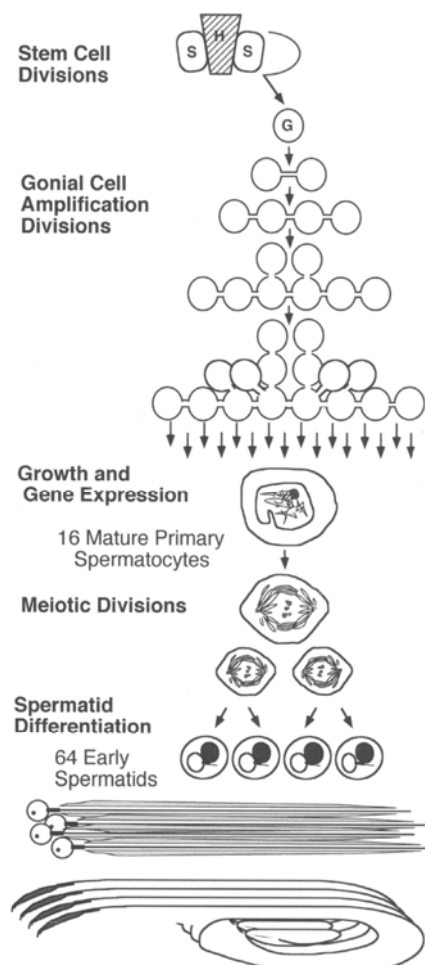 Stem Cell
Divisions
S H S
G
Gonial Cell
Amplification
Divisions
Growth and
Gene Expression
16 Mature Primary
Spermatocytes
Meiotic Divisions
Spermatid
Differentiation
64 Early
Spermatids